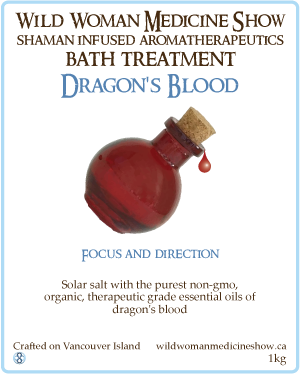 Wild Woman Medicine Show
Shaman Infused Aromatherapeutics
Bath Treatment
Dragon's Blood
Focus and direction
Solar salt with the purest non-gmo,
organic, therapeutic grade essential oils of
dragon's blood
Crafted on Vancouver Island wildwomanmedicineshow.ca
1kg